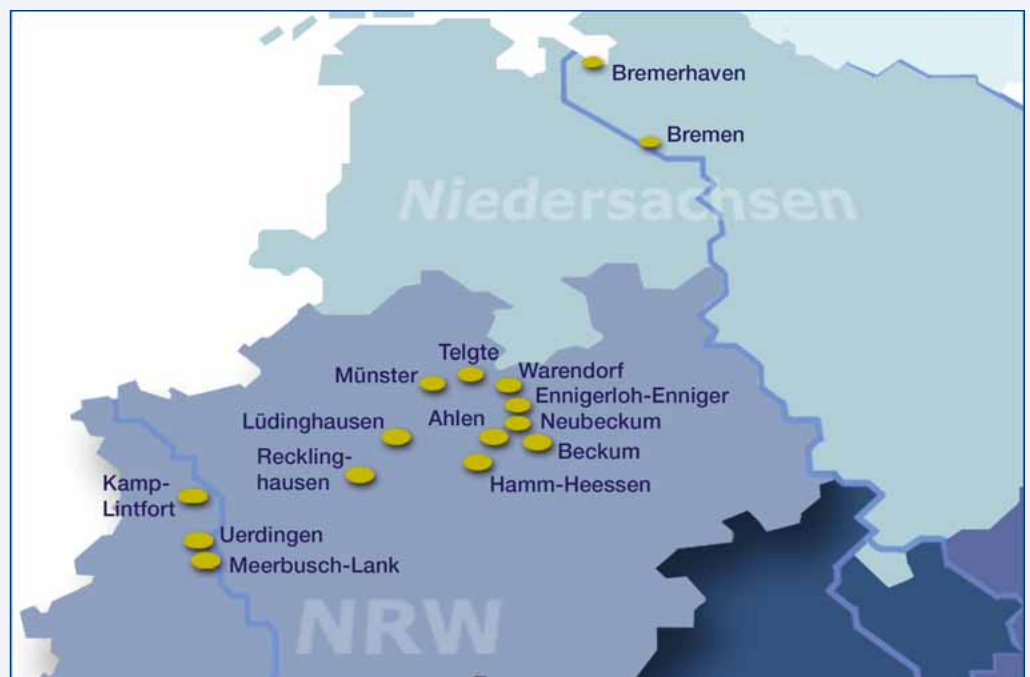 Bremerhaven
Bremen
Niedersachsen
Telgte
Münster
Warendorf
Ennigerloh-Enniger
Lüdinghausen
Ahlen
Neubeckum
Beckum
Reckling-
hausen
Hamm-Heessen
Kamp-
Lintfort
Uerdingen
Meerbusch-Lank
NRW